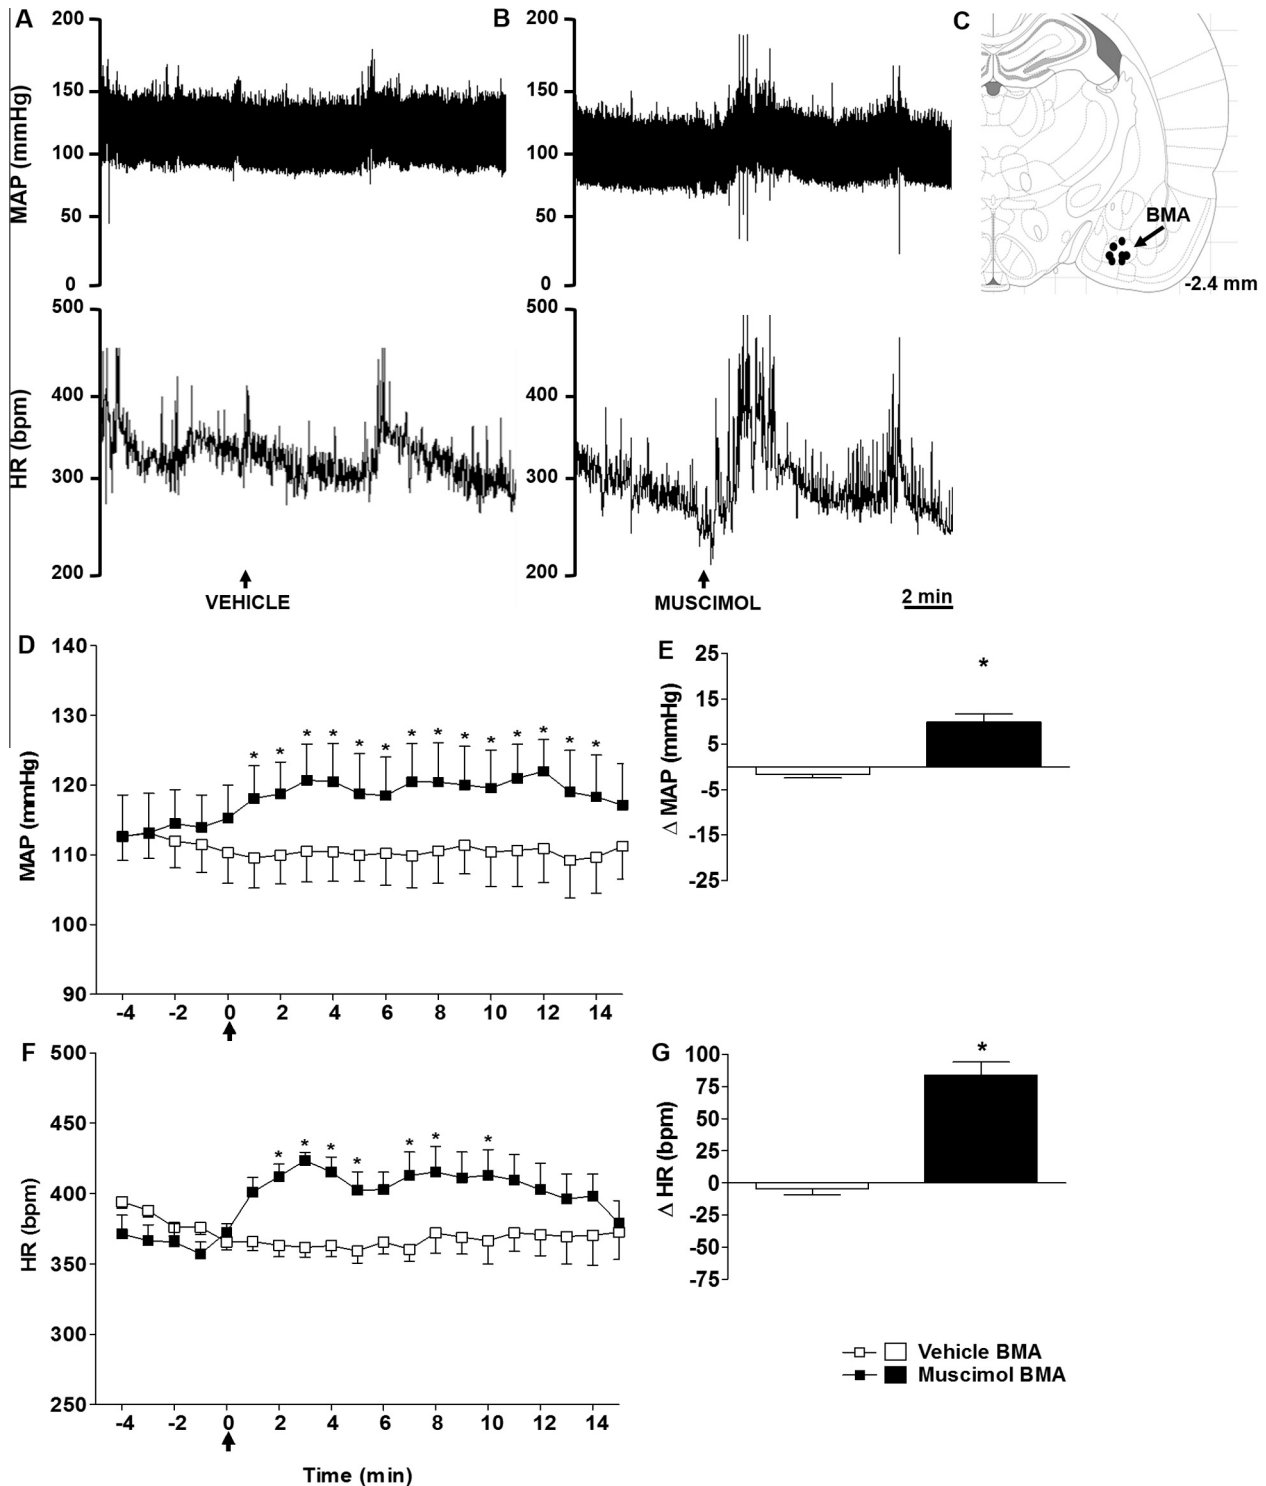 A
200
150
100
50
0
MAP (mmHg)
500
400
300
200
HR (bpm)
VEHICLE
B
200
150
100
50
0
500
400
300
200
MUSCIMOL
2 min
C
BMA
-2.4 mm
D
140
130
120
110
100
90
MAP (mmHg)
* * * * * * * * * * * * * *
-4 -2 0 2 4 6 8 10 12 14
E
25
15
5
-5
-15
-25
Δ MAP (mmHg)
*
F
500
450
400
350
300
250
HR (bpm)
* * * * * * *
-4 -2 0 2 4 6 8 10 12 14
Time (min)
G
100
75
50
25
0
-25
-50
-75
Δ HR (bpm)
*
Vehicle BMA
Muscimol BMA